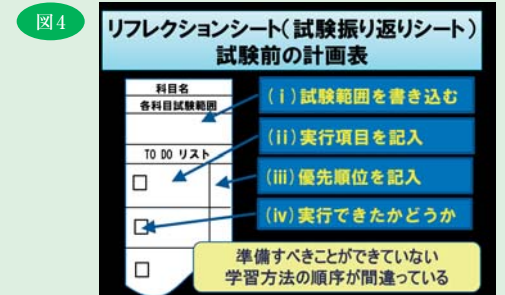 図4
リフレクションシート(試験振り返りシート)
試験前の計画表
科目名
各科目試験範囲
TO DO リスト
(i)試験範囲を書き込む
(ii)実行項目を記入
(iii)優先順位を記入
(iv)実行できたかどうか
準備すべきことができていない
学習方法の順序が間違っている